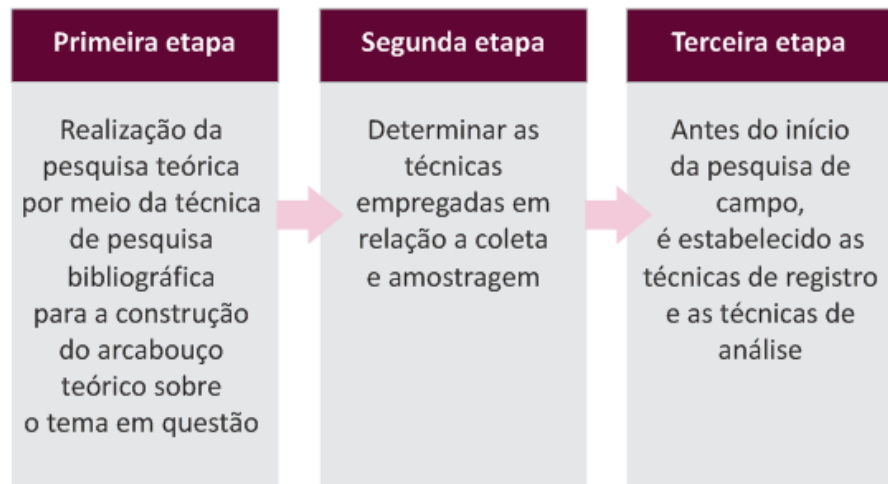 Primeira etapa
Realização da
pesquisa teórica
por meio da técnica
de pesquisa
bibliográfica
para a construção
do arcabouço
teórico sobre
o tema em questão
Segunda etapa
Determinar as
técnicas
empregadas em
relação a coleta
e amostragem
Terceira etapa
Antes do início
da pesquisa de
campo,
é estabelecido as
técnicas de registro
e as técnicas de
análise